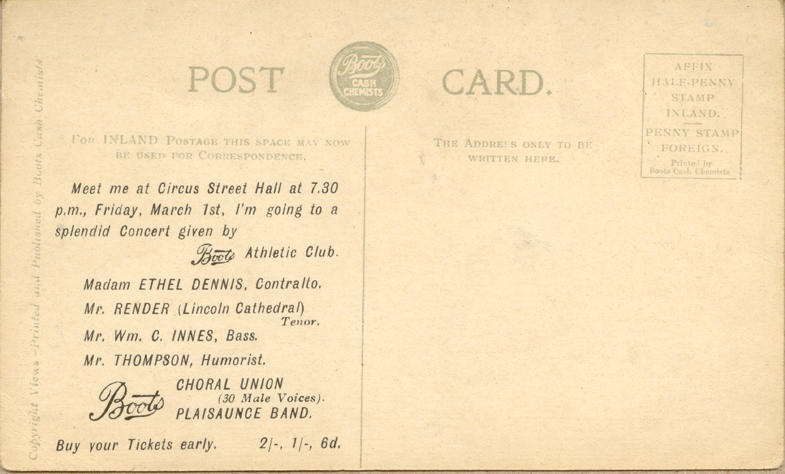 POST Boots CASH CHEMISTS CARD.
AFFIX
HALF-PENNY
STAMP
INLAND.
PENNY STAMP
FOREIGN.
Printed by
Boots Cash Chemists
FOR INLAND POSTAGE THIS SPACE MAY NOW
BE USED FOR CORRESPONDENCE.
THE ADDRESS ONLY TO BE
WRITTEN HERE.
Meet me at Circus Street Hall at 7.30
p.m., Friday, March 1st, I'm going to a
splendid Concert given by
Boots Athletic Club.
Madam ETHEL DENNIS, Contralto.
Mr. RENDER (Lincoln Cathedral)
Tenor.
Mr. Wm. C. INNES, Bass.
Mr. THOMPSON, Humorist.
Boots CHORAL UNION
(30 Male Voices).
PLAISAUNCE BAND.
Buy your Tickets early. 2/-, 1/-, 6d.
Copyright Views—Printed and Published by Boots Cash Chemists